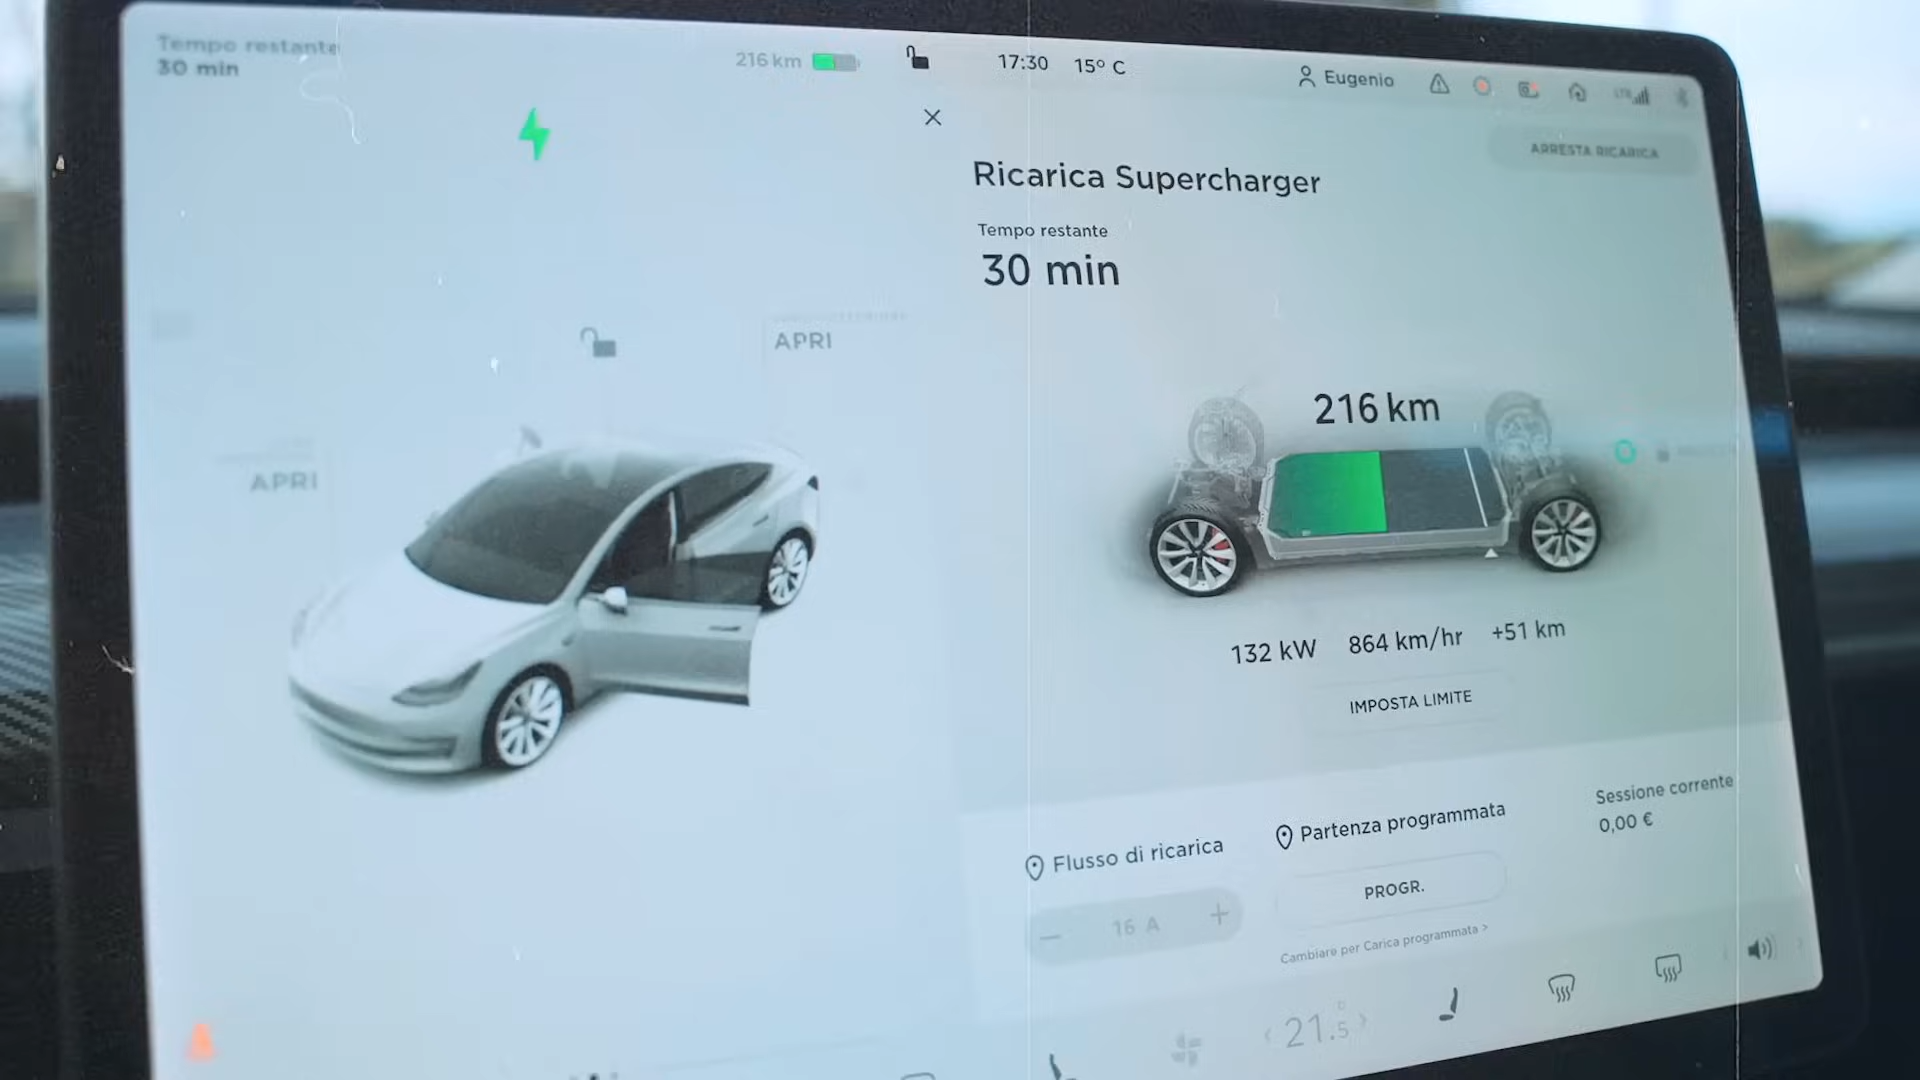 Tempo restante
30 min
216 km
17:30
15° C
Eugenio
LTE
ARRESTA RICARICA
Ricarica Supercharger
Tempo restante
30 min
APRI
APRI
216 km
132 kW
864 km/hr
+51 km
IMPOSTA LIMITE
Flusso di ricarica
Partenza programmata
Sessione corrente
0,00 €
16 A
PROGR.
Cambiare per Carica programmata >
21.5